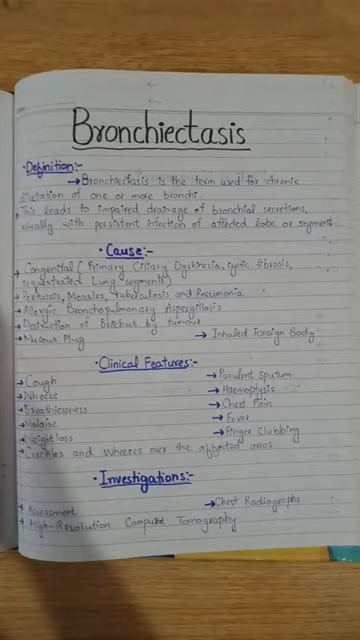 Bronchiectasis
• Definition:-
→ Bronchiectasis is the term used for chronic
dilatation of one or more bronchi.
This leads to impaired drainage of bronchial secretions,
usually with persistent infection of affected lobe or segment.
• Cause:-
→ Congenital (Primary Ciliary Dyskinesia, cystic fibrosis,
sequestrated Lung segments)
→ Pertussis, Measles, Tuberculosis and Pneumonia
→ Allergic Bronchopulmonary Aspergillosis
→ Obstruction of Bronchus by tumour
→ Mucous Plug → Inhaled Foreign Body
• Clinical Features:-
→ Cough → Purulent Sputum
→ Wheeze → Haemoptysis
→ Breathlessness → Chest Pain
→ Malaise → Fever
→ Weight loss → Finger Clubbing
→ Crackles and Wheezes over the affected areas
• Investigations:-
→ Assessment → Chest Radiographs
→ High-Resolution Tomography